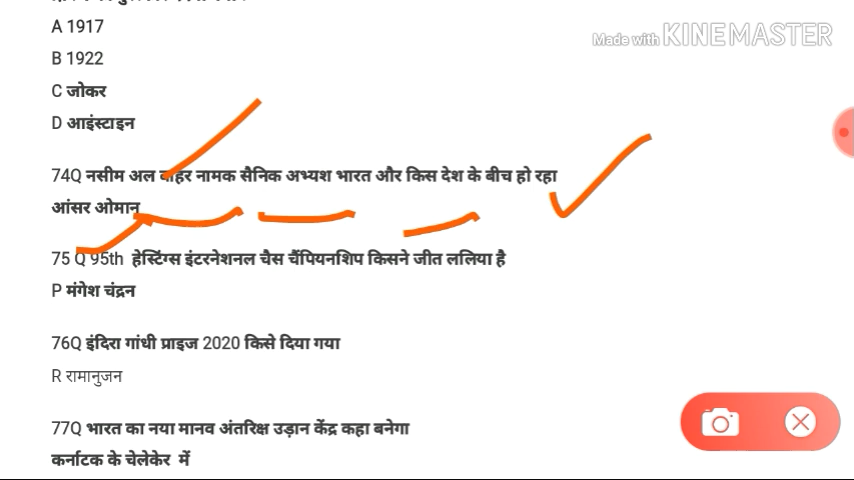 Made with KINEMASTER
A 1917
B 1922
C जोकर
D आइंस्टाइन
74Q नसीम अल बाहर नामक सैनिक अभ्यश भारत और किस देश के बीच हो रहा
आंसर ओमान
75 Q 95th हेस्टिंग्स इंटरनेशनल चैस चैंपियनशिप किसने जीत ललिया है
P मंगेश चंद्रन
76Q इंदिरा गांधी प्राइज 2020 किसे दिया गया
R रामानुजन
77Q भारत का नया मानव अंतरिक्ष उड़ान केंद्र कहा बनेगा
कर्नाटक के चेलेकेर में